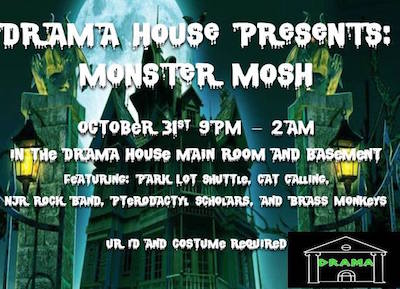 DRAMA HOUSE PRESENTS:
MONSTER MOSH
OCTOBER 31ST 9PM - 2AM
IN THE DRAMA HOUSE MAIN ROOM AND BASEMENT
FEATURING: PARK LOT SHUTTLE, CAT CALLING,
NJR ROCK BAND, PTERODACTYL SCHOLARS, AND BRASS MONKEYS
UR ID AND COSTUME REQUIRED
DRAMA